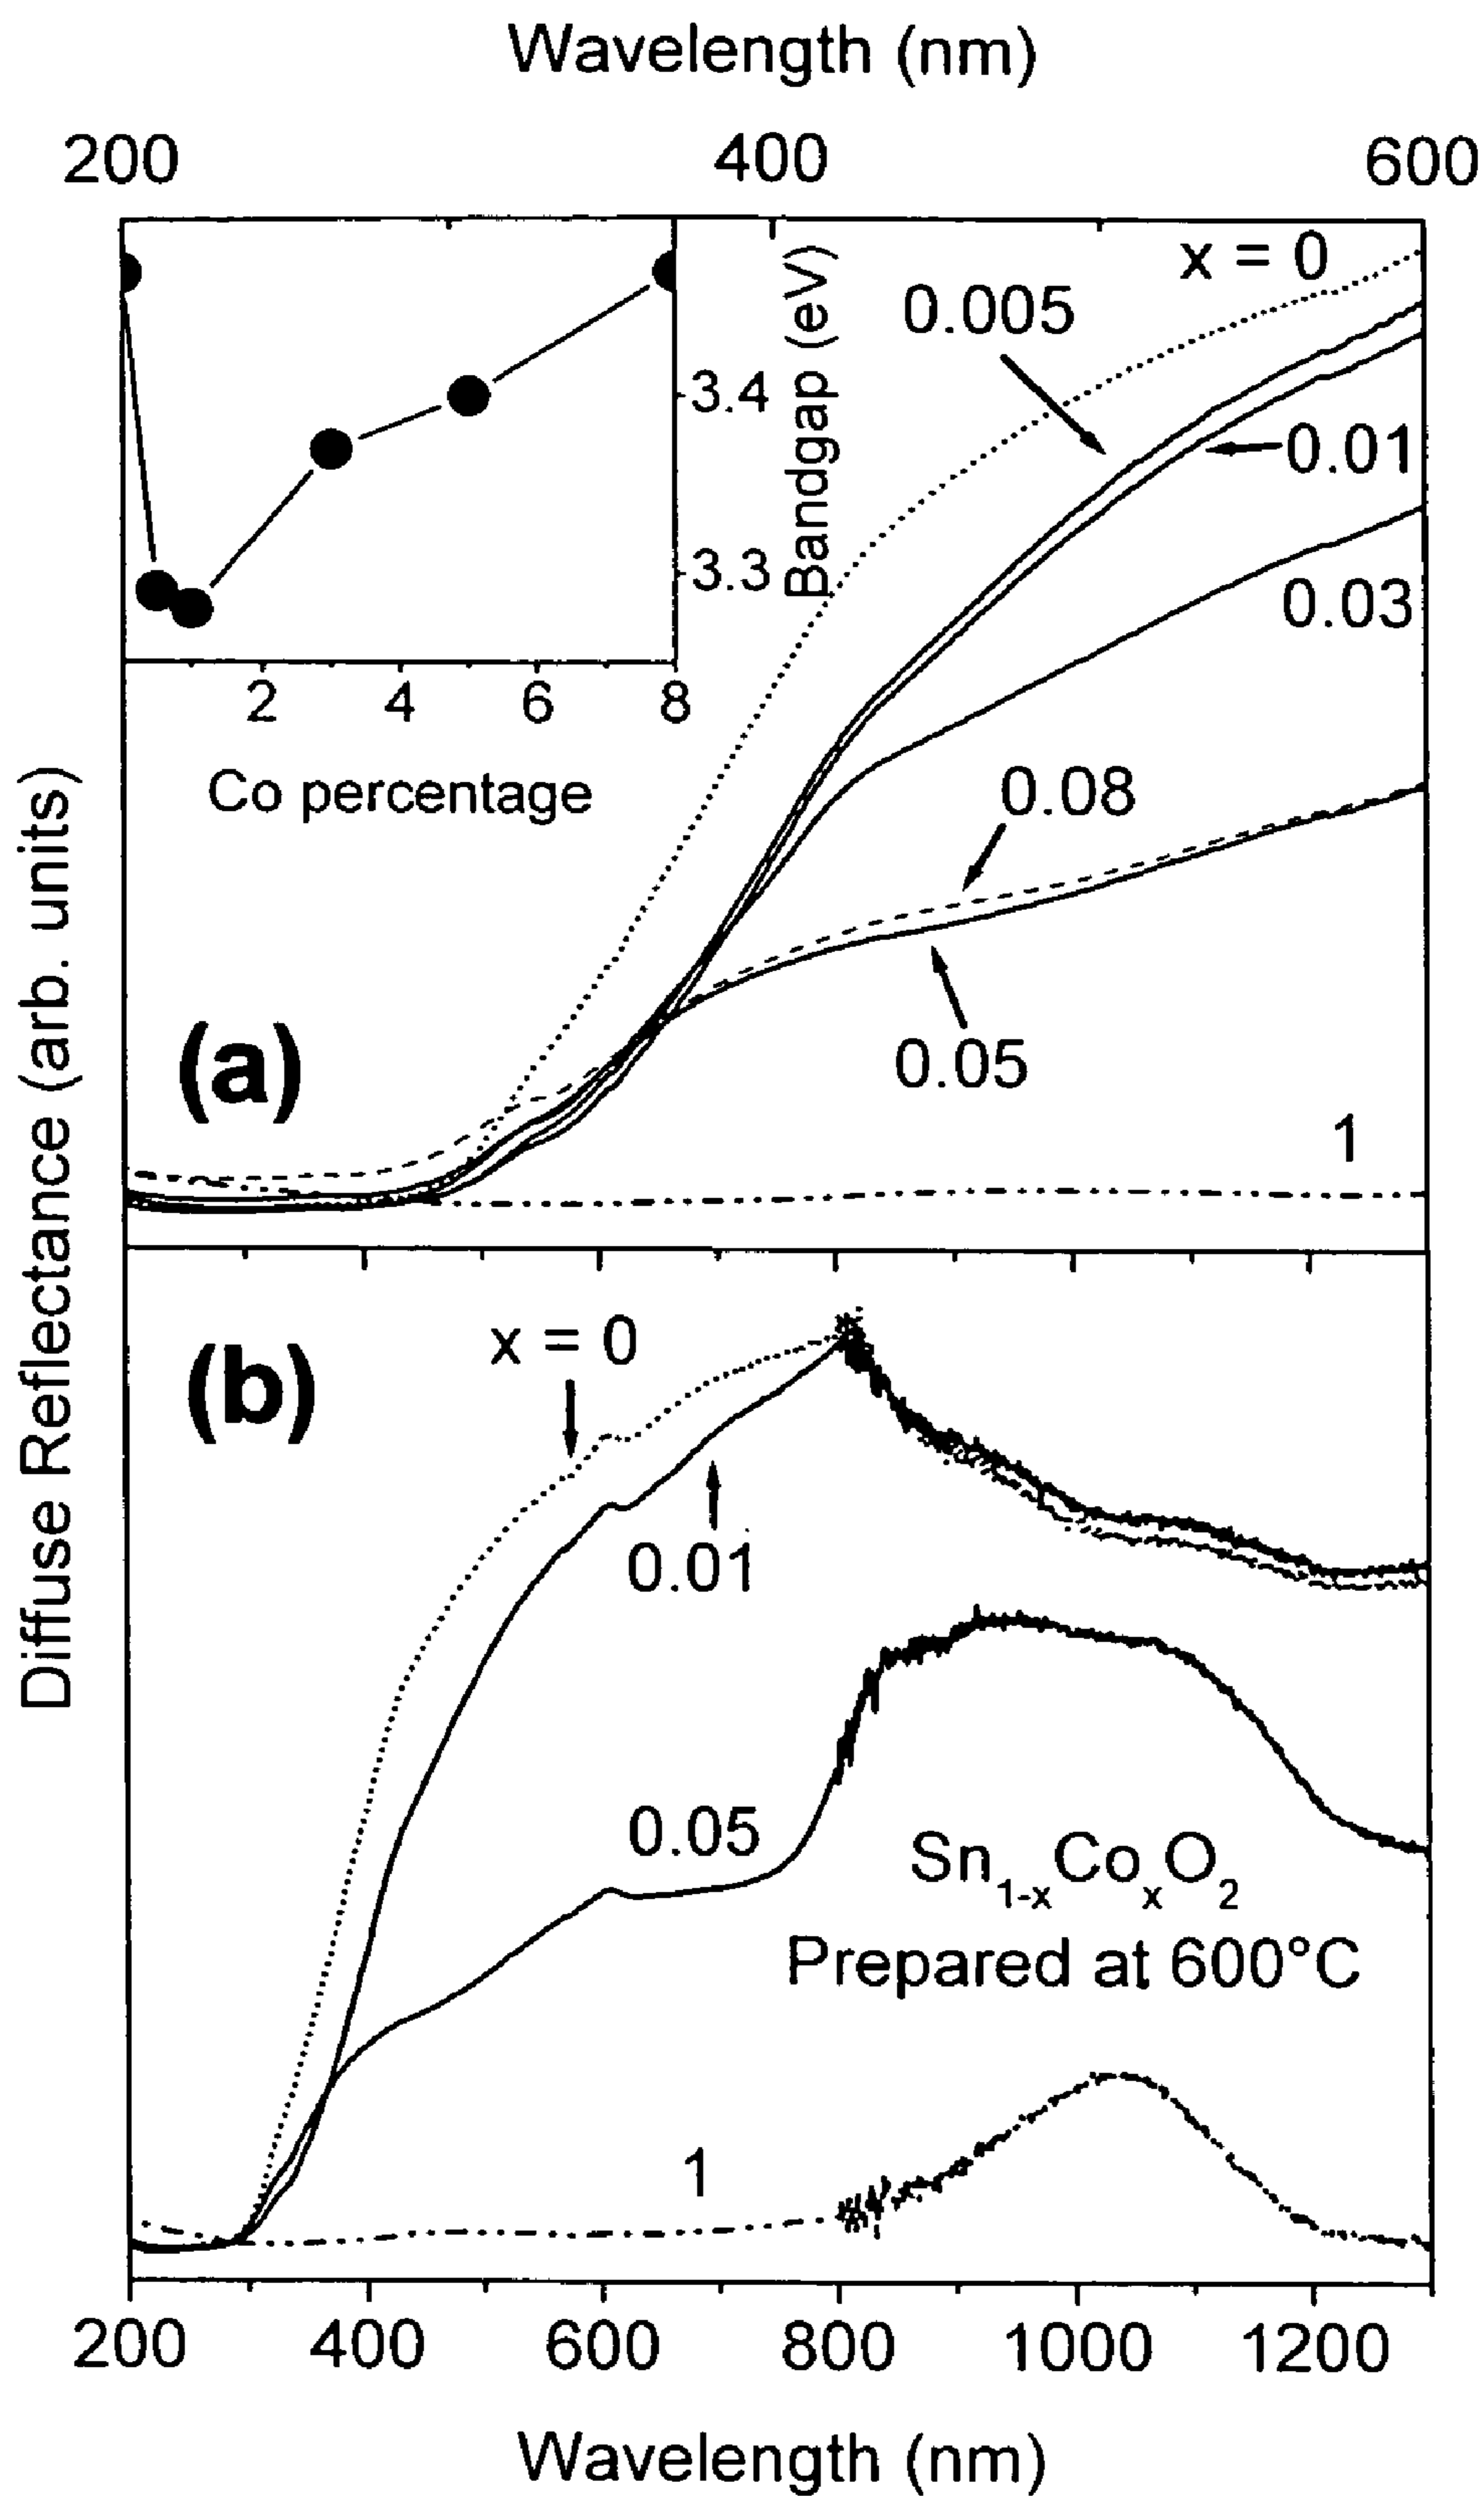 Wavelength (nm)
200 400 600
x = 0
0.005
Bandgap (eV)
3.4
0.01
3.3
0.03
2 4 6 8
Co percentage
0.08
(a)
0.05
1
Diffuse Reflectance (arb. units)
(b)
x = 0
0.01
0.05
Sn1-xCoxO2
Prepared at 600°C
1
200 400 600 800 1000 1200
Wavelength (nm)